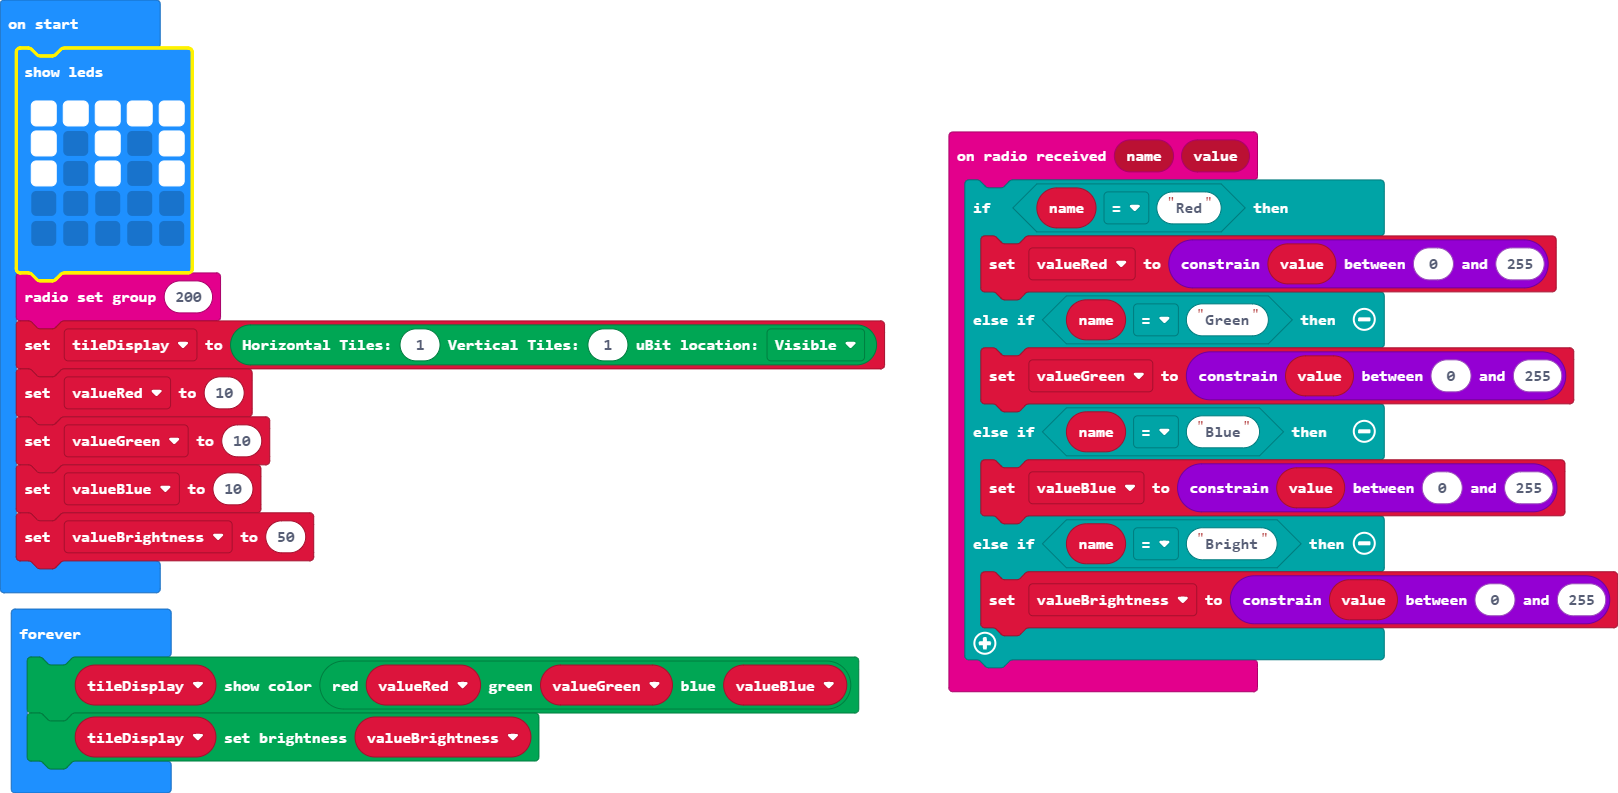 on start
show leds
radio set group 200
set tileDisplay to Horizontal Tiles: 1 Vertical Tiles: 1 uBit location: Visible
set valueRed to 10
set valueGreen to 10
set valueBlue to 10
set valueBrightness to 50
forever
tileDisplay show color red valueRed green valueGreen blue valueBlue
tileDisplay set brightness valueBrightness
on radio received name value
if name = "Red" then
set valueRed to constrain value between 0 and 255
else if name = "Green" then
set valueGreen to constrain value between 0 and 255
else if name = "Blue" then
set valueBlue to constrain value between 0 and 255
else if name = "Bright" then
set valueBrightness to constrain value between 0 and 255